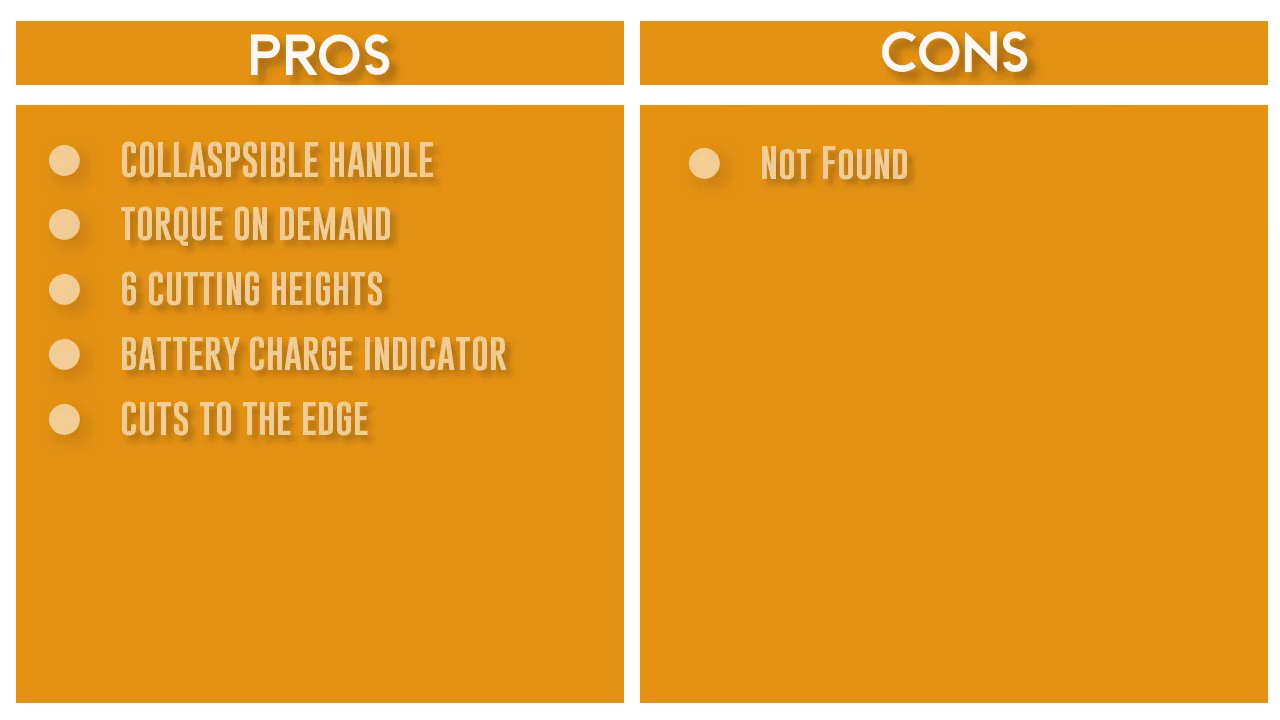 PROS
COLLASPSIBLE HANDLE
TORQUE ON DEMAND
6 CUTTING HEIGHTS
BATTERY CHARGE INDICATOR
CUTS TO THE EDGE
CONS
Not Found